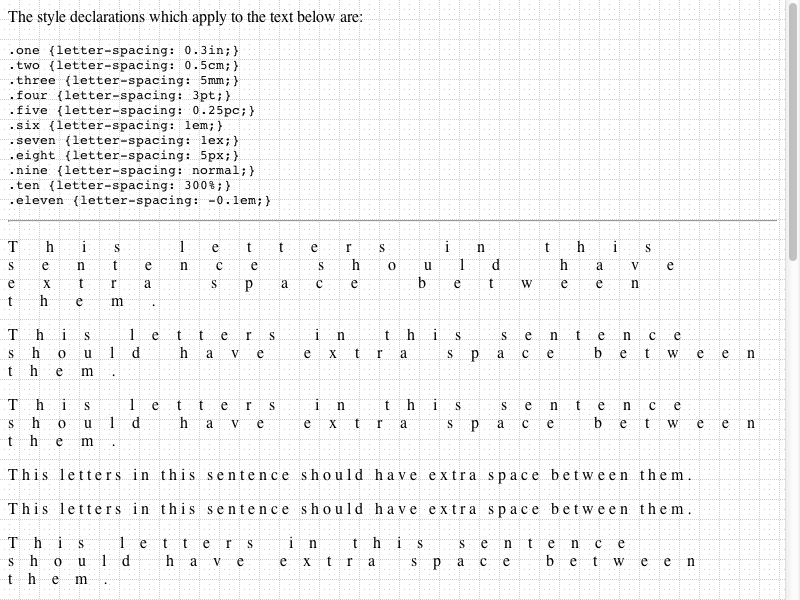 The style declarations which apply to the text below are:
.one {letter-spacing: 0.3in;}
.two {letter-spacing: 0.5cm;}
.three {letter-spacing: 5mm;}
.four {letter-spacing: 3pt;}
.five {letter-spacing: 0.25pc;}
.six {letter-spacing: 1em;}
.seven {letter-spacing: 1ex;}
.eight {letter-spacing: 5px;}
.nine {letter-spacing: normal;}
.ten {letter-spacing: 300%;}
.eleven {letter-spacing: -0.1em;}
This letters in this
sentence should have
extra space between
them.
This letters in this sentence
should have extra space between
them.
This letters in this sentence
should have extra space between
them.
This letters in this sentence should have extra space between them.
This letters in this sentence should have extra space between them.
This letters in this sentence
should have extra space between
them.